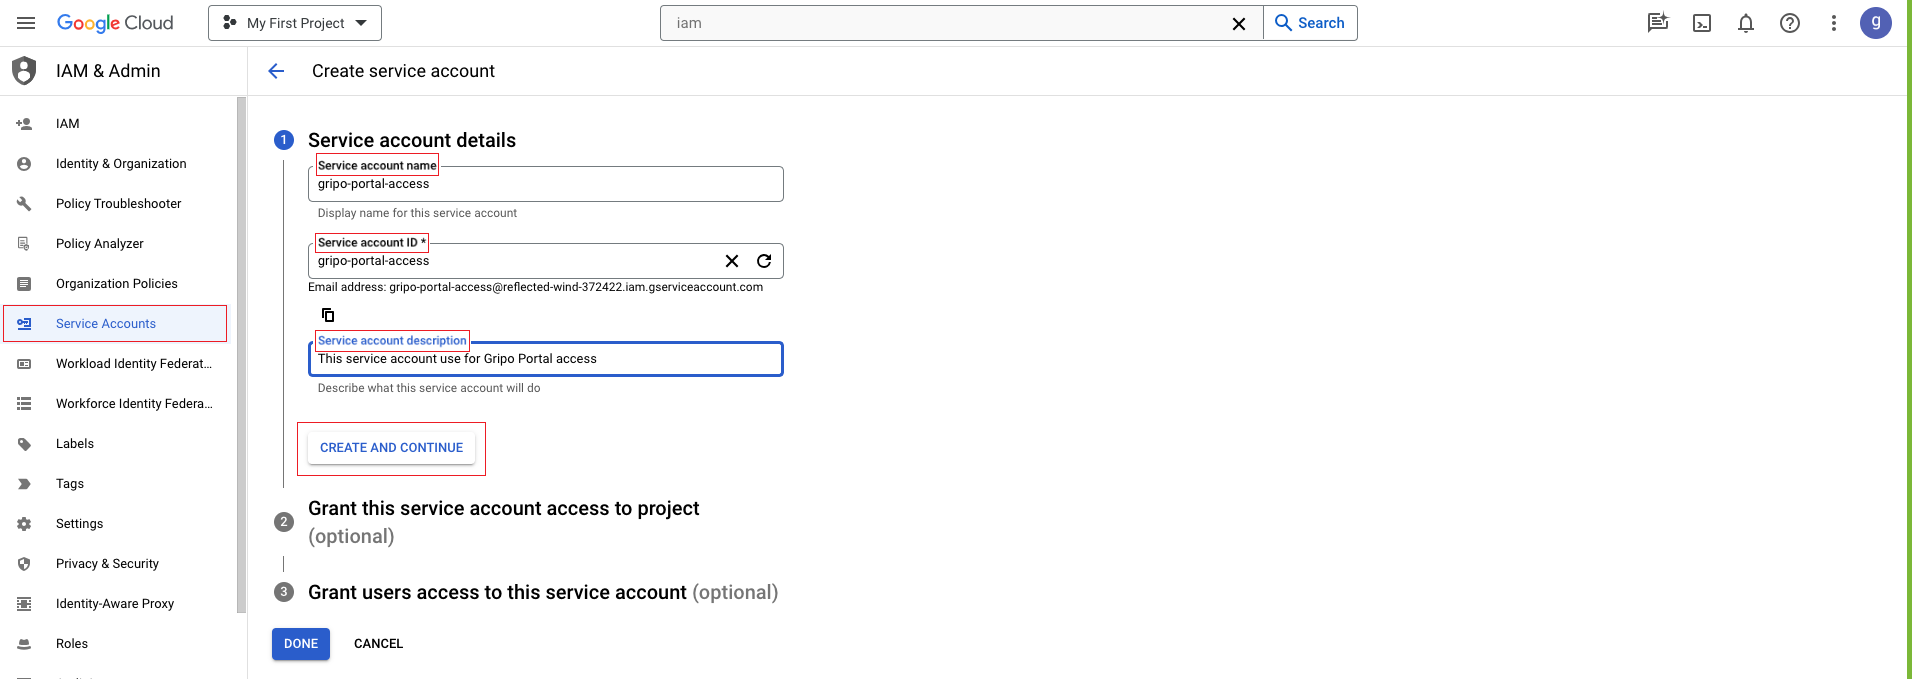 Google Cloud
My First Project
iam
Search
g
IAM & Admin
Create service account
IAM
Identity & Organization
Policy Troubleshooter
Policy Analyzer
Organization Policies
Service Accounts
Workload Identity Federat...
Workforce Identity Federa...
Labels
Tags
Settings
Privacy & Security
Identity-Aware Proxy
Roles
1
Service account details
Service account name
gripo-portal-access
Display name for this service account
Service account ID *
gripo-portal-access
Email address: gripo-portal-access@reflected-wind-372422.iam.gserviceaccount.com
Service account description
This service account use for Gripo Portal access
Describe what this service account will do
CREATE AND CONTINUE
2
Grant this service account access to project
(optional)
3
Grant users access to this service account (optional)
DONE
CANCEL